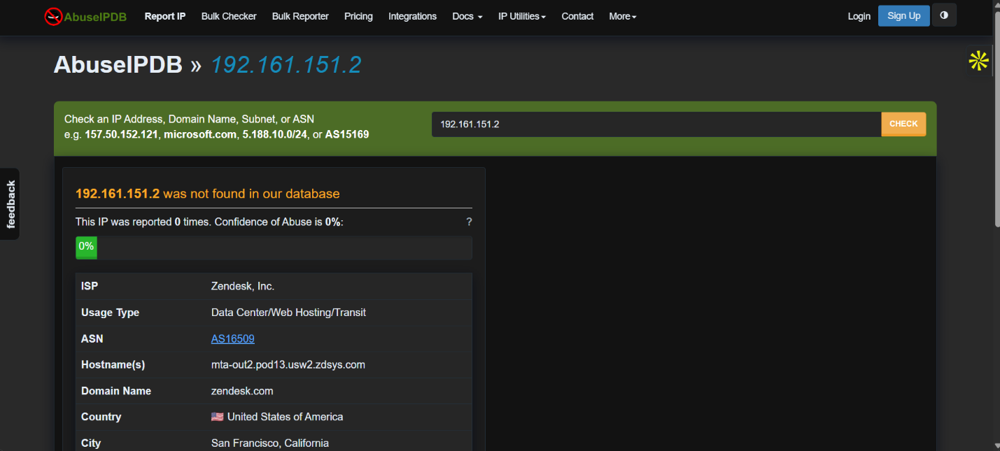 AbuseIPDB Report IP Bulk Checker Bulk Reporter Pricing Integrations Docs IP Utilities Contact More Login Sign Up
AbuseIPDB » 192.161.151.2
Check an IP Address, Domain Name, Subnet, or ASN
e.g. 157.50.152.121, microsoft.com, 5.188.10.0/24, or AS15169
192.161.151.2 CHECK
feedback
192.161.151.2 was not found in our database
This IP was reported 0 times. Confidence of Abuse is 0%: ?
0%
ISP Zendesk, Inc.
Usage Type Data Center/Web Hosting/Transit
ASN AS16509
Hostname(s) mta-out2.pod13.usw2.zdsys.com
Domain Name zendesk.com
Country 🇺🇸 United States of America
City San Francisco, California